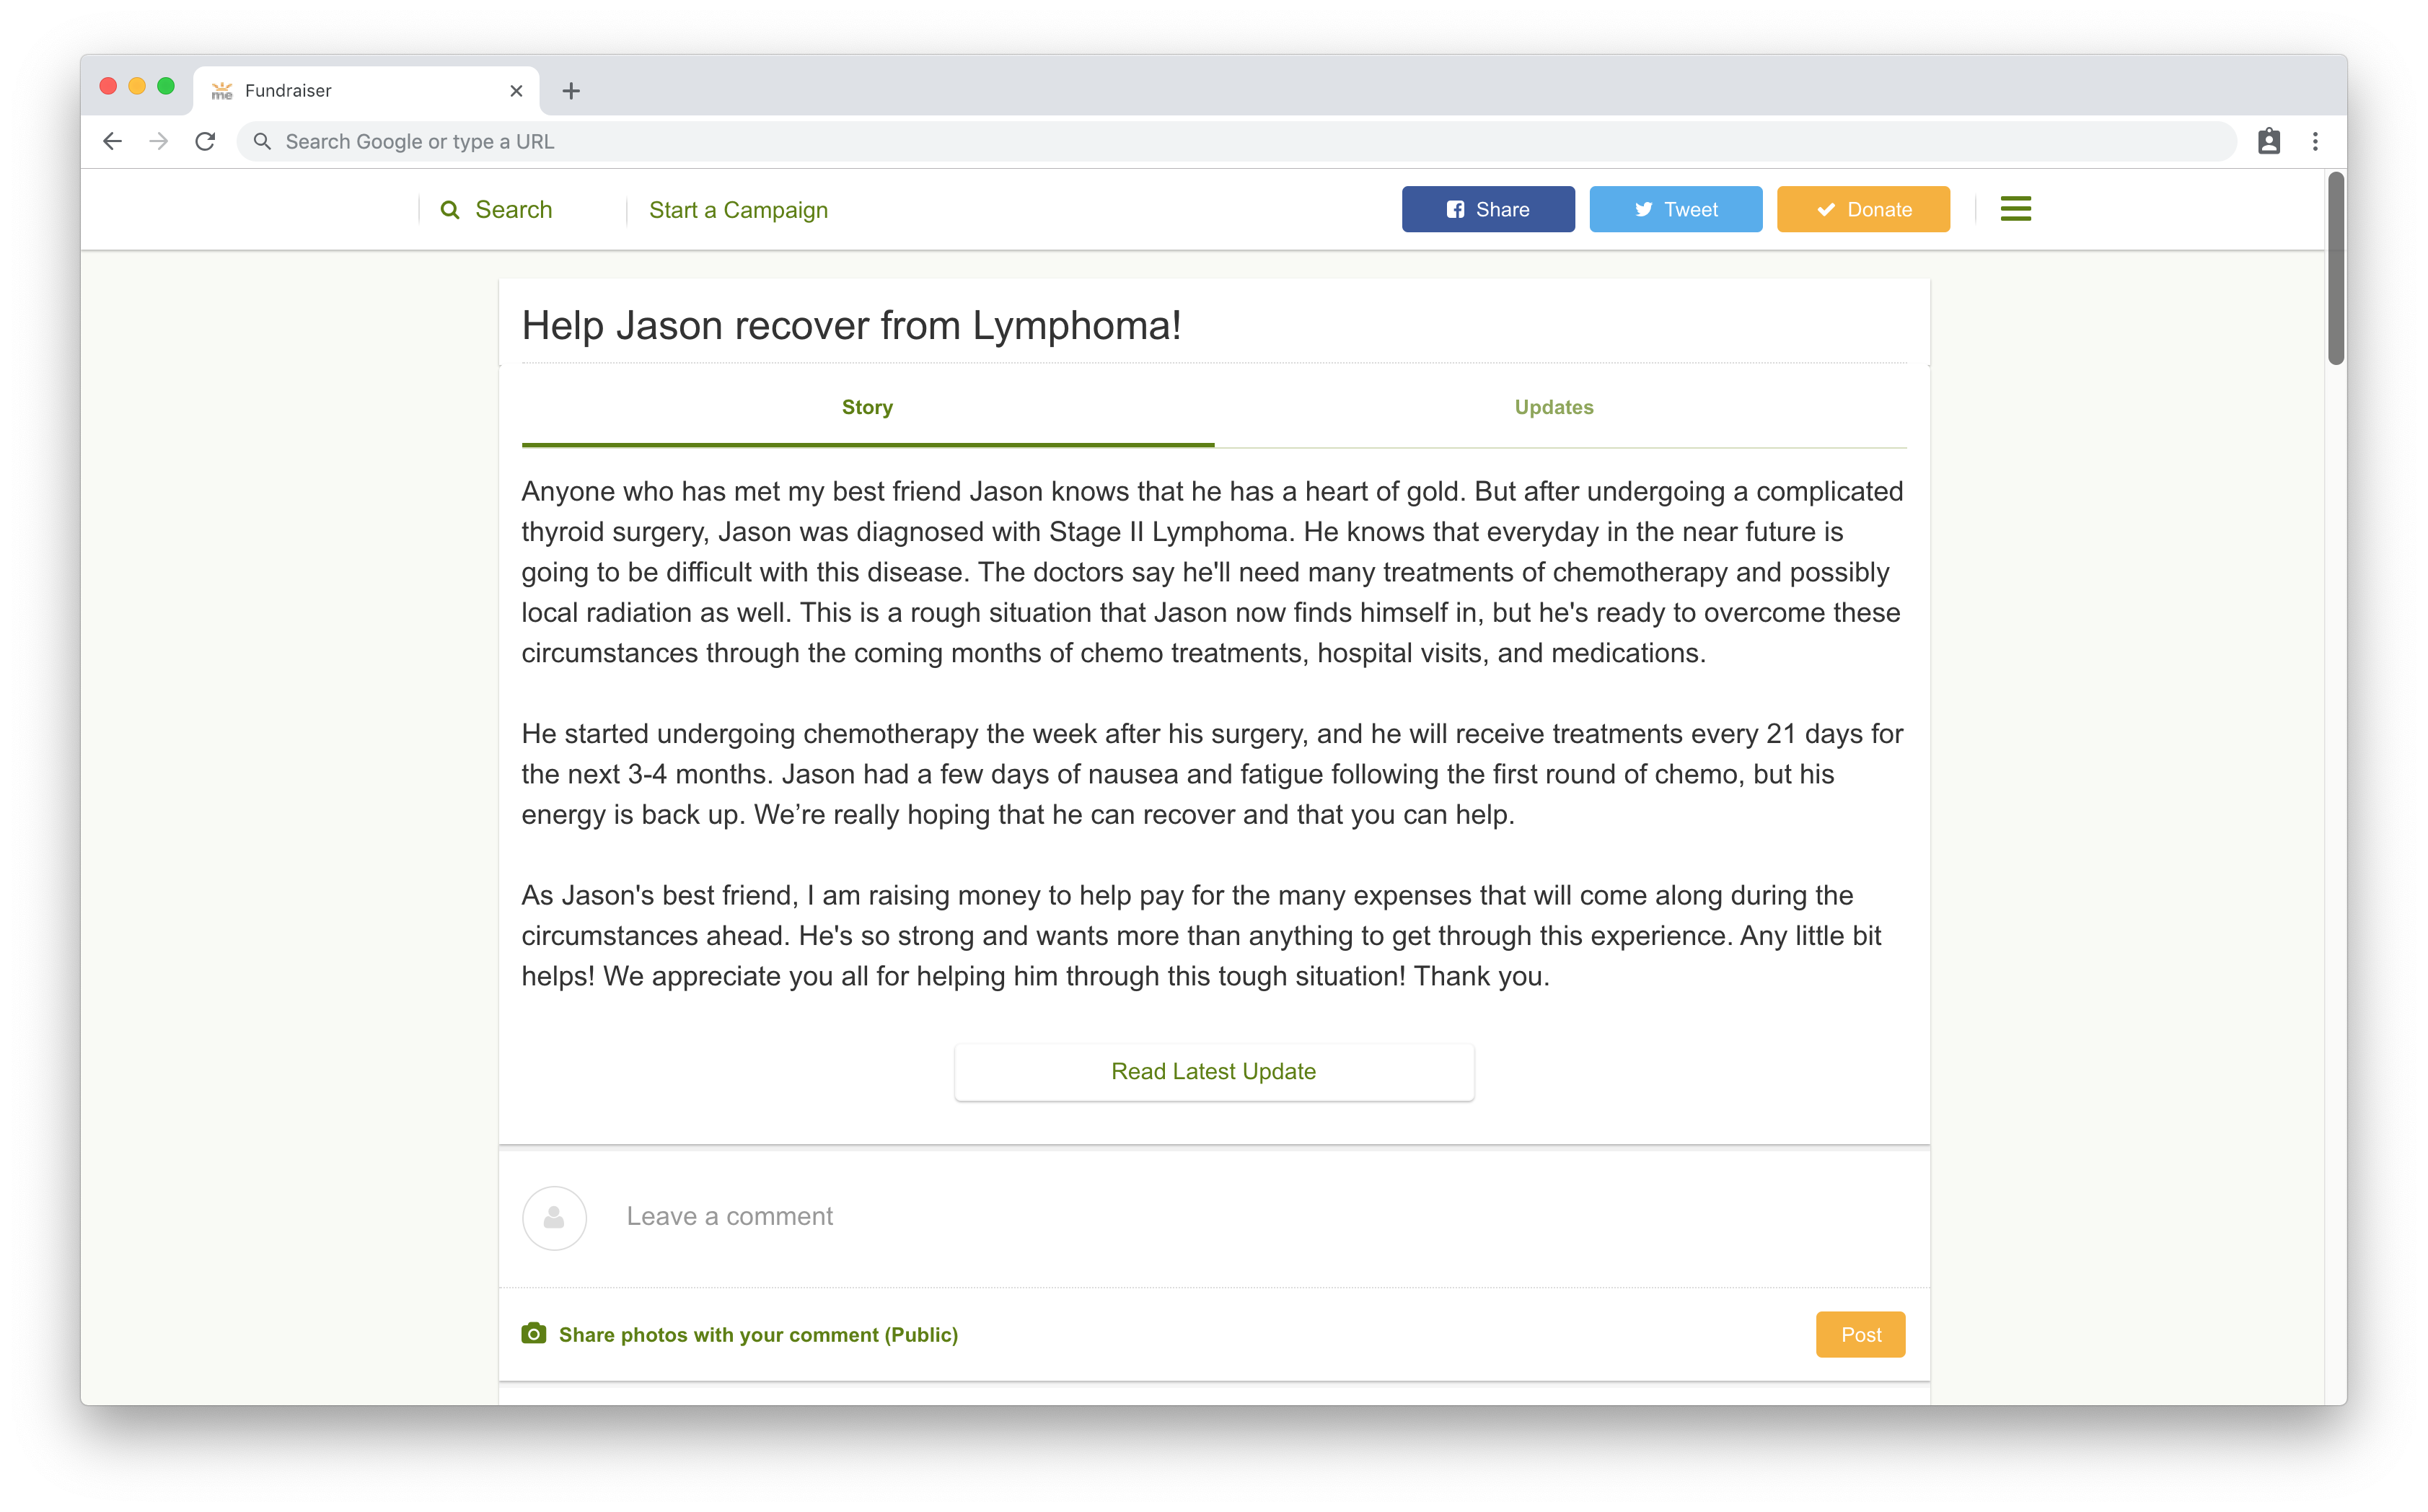 me Fundraiser
Search Google or type a URL
Search Start a Campaign Share Tweet Donate
Help Jason recover from Lymphoma!
Story Updates
Anyone who has met my best friend Jason knows that he has a heart of gold. But after undergoing a complicated
thyroid surgery, Jason was diagnosed with Stage II Lymphoma. He knows that everyday in the near future is
going to be difficult with this disease. The doctors say he'll need many treatments of chemotherapy and possibly
local radiation as well. This is a rough situation that Jason now finds himself in, but he's ready to overcome these
circumstances through the coming months of chemo treatments, hospital visits, and medications.
He started undergoing chemotherapy the week after his surgery, and he will receive treatments every 21 days for
the next 3-4 months. Jason had a few days of nausea and fatigue following the first round of chemo, but his
energy is back up. We’re really hoping that he can recover and that you can help.
As Jason's best friend, I am raising money to help pay for the many expenses that will come along during the
circumstances ahead. He's so strong and wants more than anything to get through this experience. Any little bit
helps! We appreciate you all for helping him through this tough situation! Thank you.
Read Latest Update
Leave a comment
Share photos with your comment (Public) Post